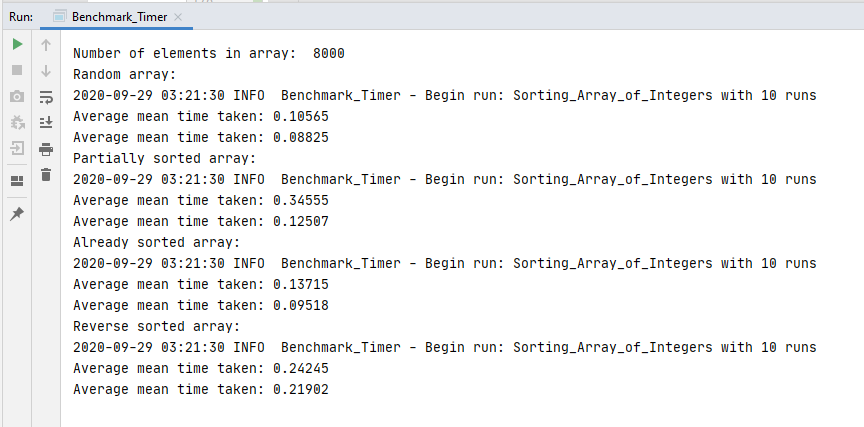 Run: Benchmark_Timer
Number of elements in array:  8000
Random array:
2020-09-29 03:21:30 INFO  Benchmark_Timer - Begin run: Sorting_Array_of_Integers with 10 runs
Average mean time taken: 0.10565
Average mean time taken: 0.08825
Partially sorted array:
2020-09-29 03:21:30 INFO  Benchmark_Timer - Begin run: Sorting_Array_of_Integers with 10 runs
Average mean time taken: 0.34555
Average mean time taken: 0.12507
Already sorted array:
2020-09-29 03:21:30 INFO  Benchmark_Timer - Begin run: Sorting_Array_of_Integers with 10 runs
Average mean time taken: 0.13715
Average mean time taken: 0.09518
Reverse sorted array:
2020-09-29 03:21:30 INFO  Benchmark_Timer - Begin run: Sorting_Array_of_Integers with 10 runs
Average mean time taken: 0.24245
Average mean time taken: 0.21902